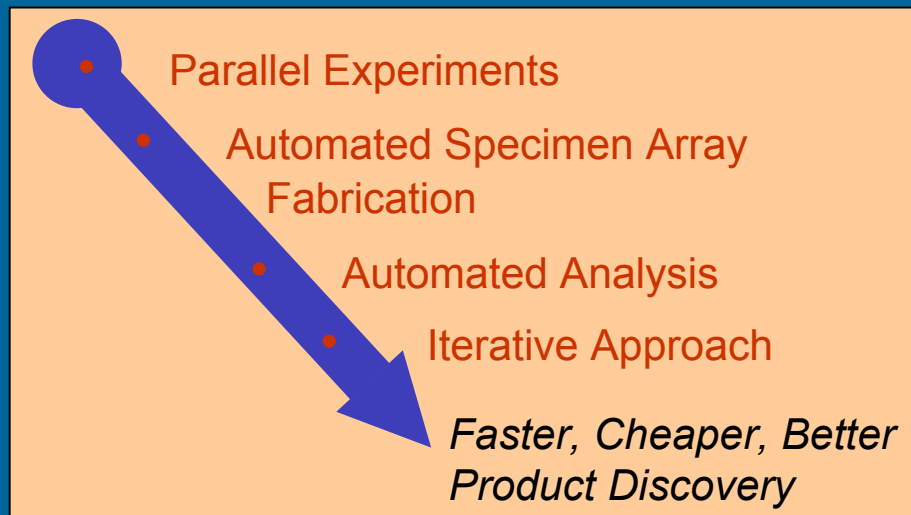 Parallel Experiments
Automated Specimen Array
Fabrication
Automated Analysis
Iterative Approach
Faster, Cheaper, Better
Product Discovery